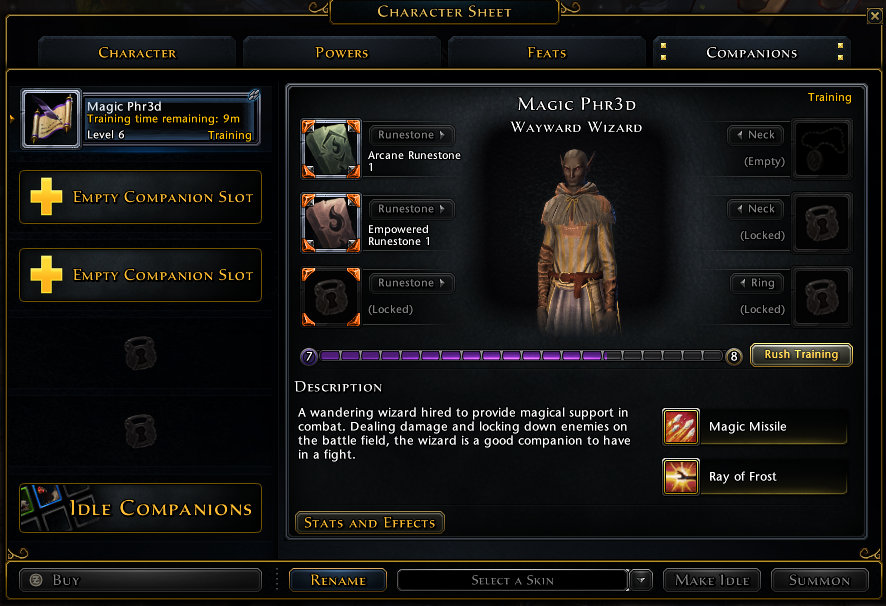 Character Sheet
Character
Powers
Feats
Companions
Magic Phr3d
Training time remaining: 9m
Level 6
Training
Empty Companion Slot
Empty Companion Slot
Idle Companions
Training
Magic Phr3d
Wayward Wizard
Runestone
Arcane Runestone
1
Runestone
Empowered
Runestone 1
Runestone
(Locked)
Neck
(Empty)
Neck
(Locked)
Ring
(Locked)
7
8
Rush Training
Description
A wandering wizard hired to provide magical support in
combat. Dealing damage and locking down enemies on
the battle field, the wizard is a good companion to have
in a fight.
Magic Missile
Ray of Frost
Stats and Effects
Buy
Rename
Select a Skin
Make Idle
Summon